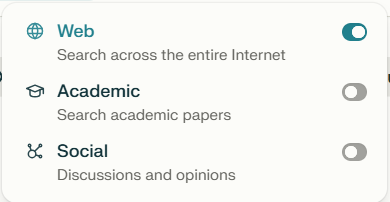 Web
Search across the entire Internet
Academic
Search academic papers
Social
Discussions and opinions